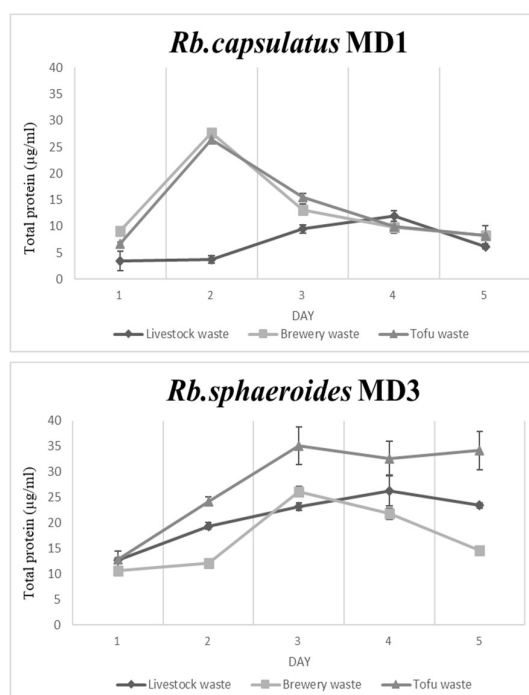 Rb.capsulatus MD1
Total protein (µg/ml)
40
35
30
25
20
15
10
5
0
1 2 3 4 5
DAY
Livestock waste Brewery waste Tofu waste
Rb.sphaeroides MD3
Total protein (µg/ml)
40
35
30
25
20
15
10
5
0
1 2 3 4 5
DAY
Livestock waste Brewery waste Tofu waste